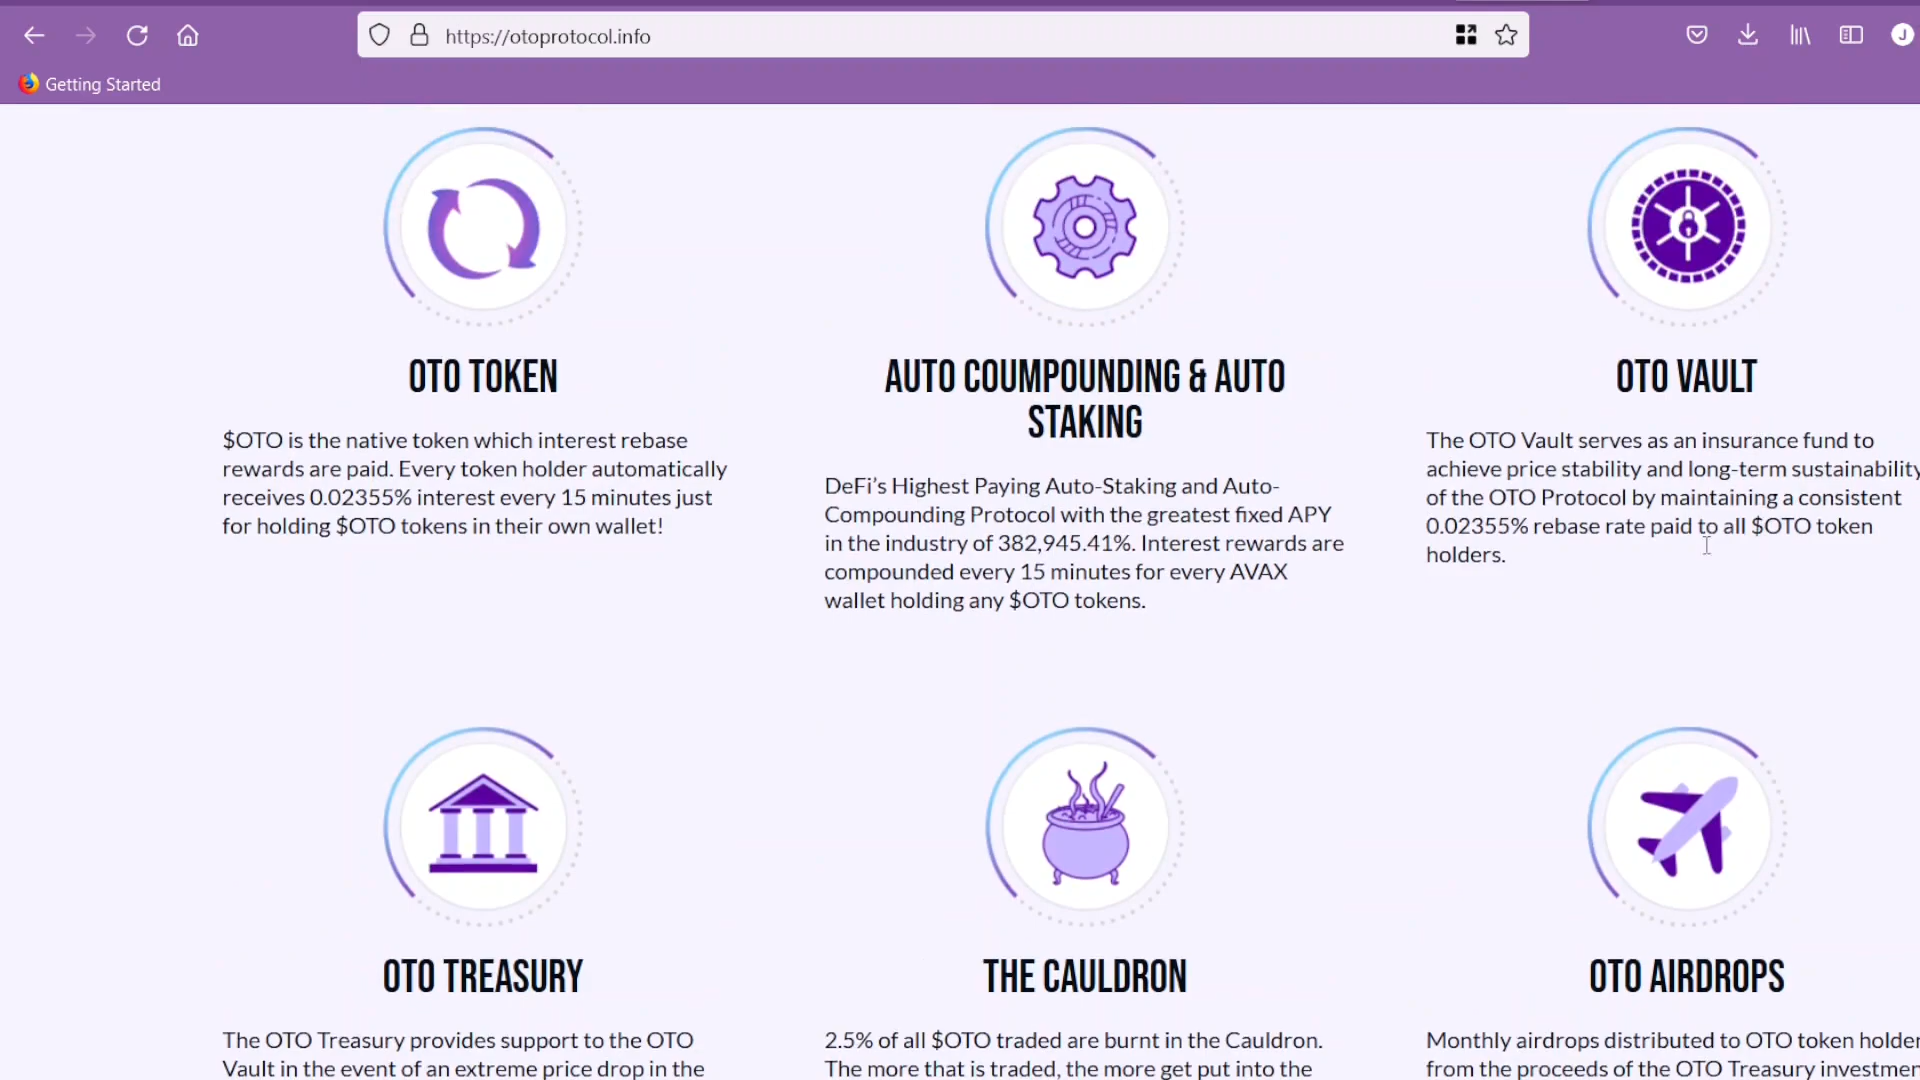 https://otoprotocol.info
J
Getting Started
OTO TOKEN
$OTO is the native token which interest rebase
rewards are paid. Every token holder automatically
receives 0.02355% interest every 15 minutes just
for holding $OTO tokens in their own wallet!
AUTO COUMPOUNDING & AUTO
STAKING
DeFi’s Highest Paying Auto-Staking and Auto-
Compounding Protocol with the greatest fixed APY
in the industry of 382,945.41%. Interest rewards are
compounded every 15 minutes for every AVAX
wallet holding any $OTO tokens.
OTO VAULT
The OTO Vault serves as an insurance fund to
achieve price stability and long-term sustainability
of the OTO Protocol by maintaining a consistent
0.02355% rebase rate paid to all $OTO token
holders.
OTO TREASURY
The OTO Treasury provides support to the OTO
Vault in the event of an extreme price drop in the
THE CAULDRON
2.5% of all $OTO traded are burnt in the Cauldron.
The more that is traded, the more get put into the
OTO AIRDROPS
Monthly airdrops distributed to OTO token holder
from the proceeds of the OTO Treasury investmen